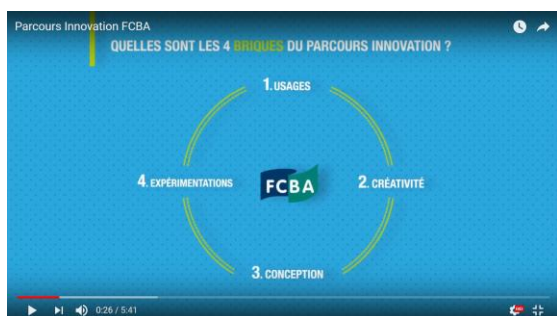 Parcours Innovation FCBA
QUELLES SONT LES 4 BRIQUES DU PARCOURS INNOVATION ?
1. USAGES
4. EXPÉRIMENTATIONS
FCBA
2. CRÉATIVITÉ
3. CONCEPTION
0:26 / 5:41